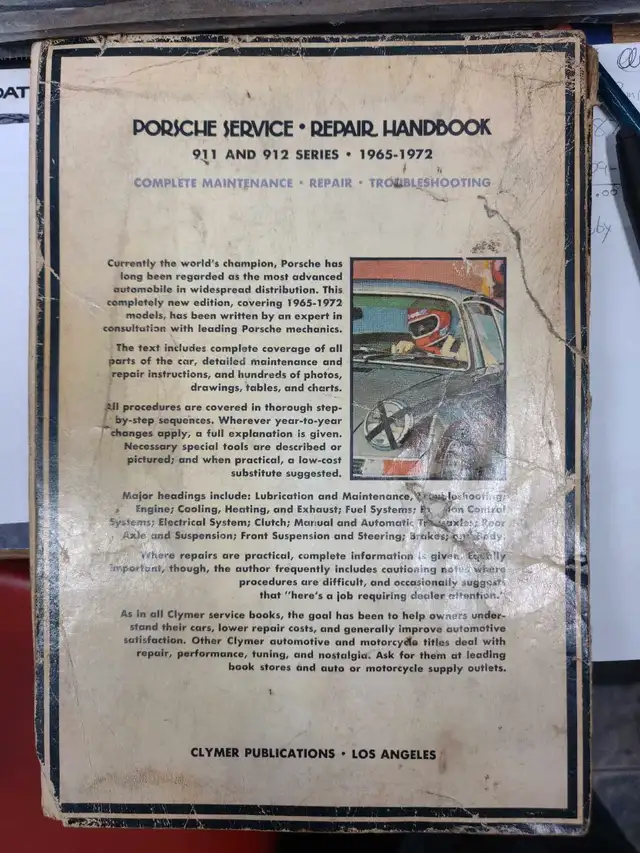 PORSCHE SERVICE • REPAIR HANDBOOK
911 AND 912 SERIES • 1965-1972
COMPLETE MAINTENANCE • REPAIR • TROUBLESHOOTING
Currently the world's champion, Porsche has
long been regarded as the most advanced
automobile in widespread distribution. This
completely new edition, covering 1965-1972
models, has been written by an expert in
consultation with leading Porsche mechanics.
The text includes complete coverage of all
parts of the car, detailed maintenance and
repair instructions, and hundreds of photos,
drawings, tables, and charts.
All procedures are covered in thorough step-
by-step sequences. Wherever year-to-year
changes apply, a full explanation is given.
Necessary special tools are described or
pictured; and when practical, a low-cost
substitute suggested.
Major headings include: Lubrication and Maintenance, Troubleshooting;
Engine; Cooling, Heating, and Exhaust; Fuel Systems; Control
Systems; Electrical System; Clutch; Manual and Automatic Transaxles; Rear
Axle and Suspension; Front Suspension and Steering; Brakes; and Body.
Where repairs are practical, complete information is given. Equally
important, though, the author frequently includes cautioning notes where
procedures are difficult, and occasionally suggests
that "here's a job requiring dealer attention."
As in all Clymer service books, the goal has been to help owners under-
stand their cars, lower repair costs, and generally improve automotive
satisfaction. Other Clymer automotive and motorcycle titles deal with
repair, performance, tuning, and nostalgia. Ask for them at leading
book stores and auto or motorcycle supply outlets.
CLYMER PUBLICATIONS • LOS ANGELES